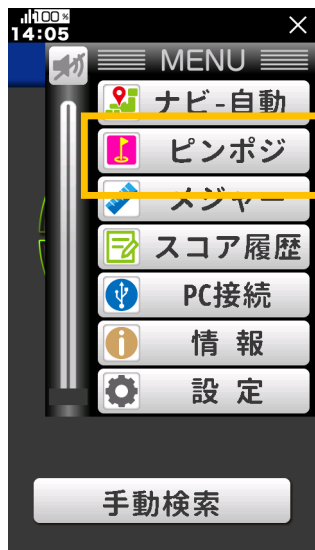 100%
14:05
MENU
ナビ-自動
ピンポジ
メジャー
スコア履歴
PC接続
情 報
設 定
手動検索